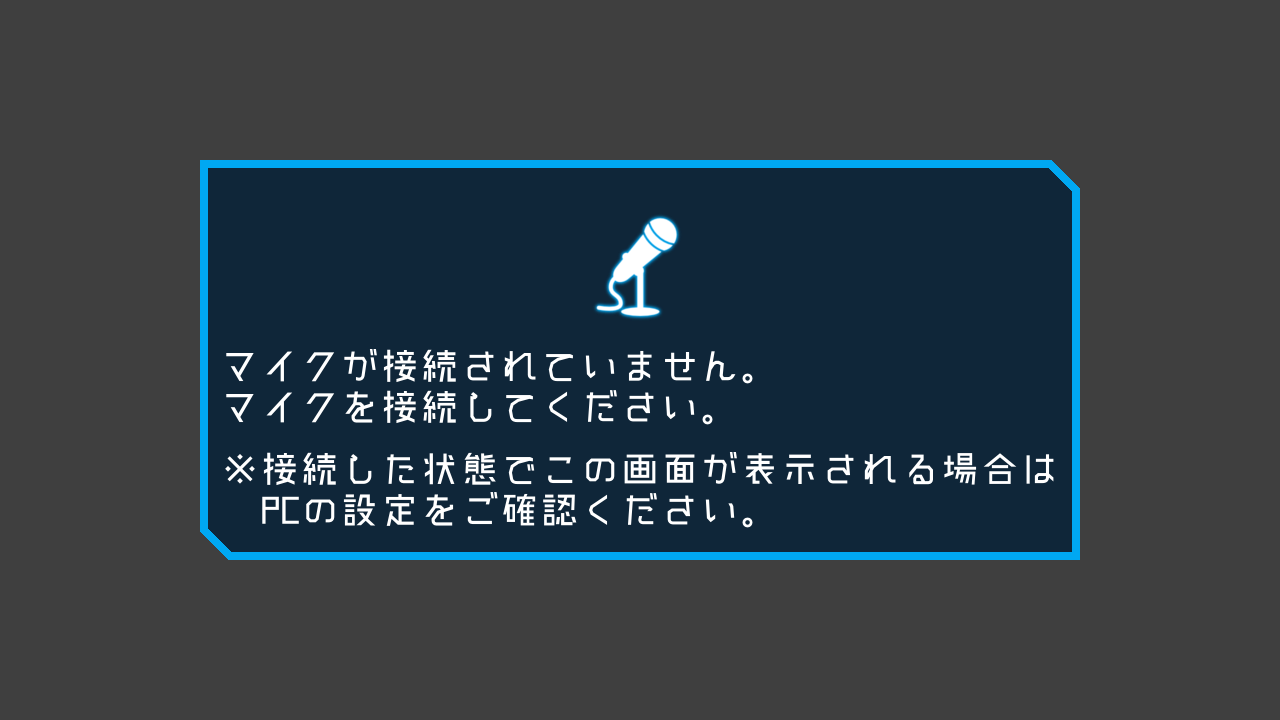 マイクが接続されていません。
マイクを接続してください。
※接続した状態でこの画面が表示される場合は
PCの設定をご確認ください。